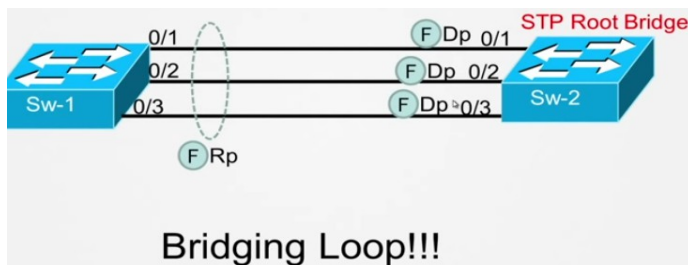 STP Root Bridge
0/1 F Dp 0/1
0/2 F Dp 0/2
Sw-1 0/3 F Dp 0/3 Sw-2
F Rp
Bridging Loop!!!